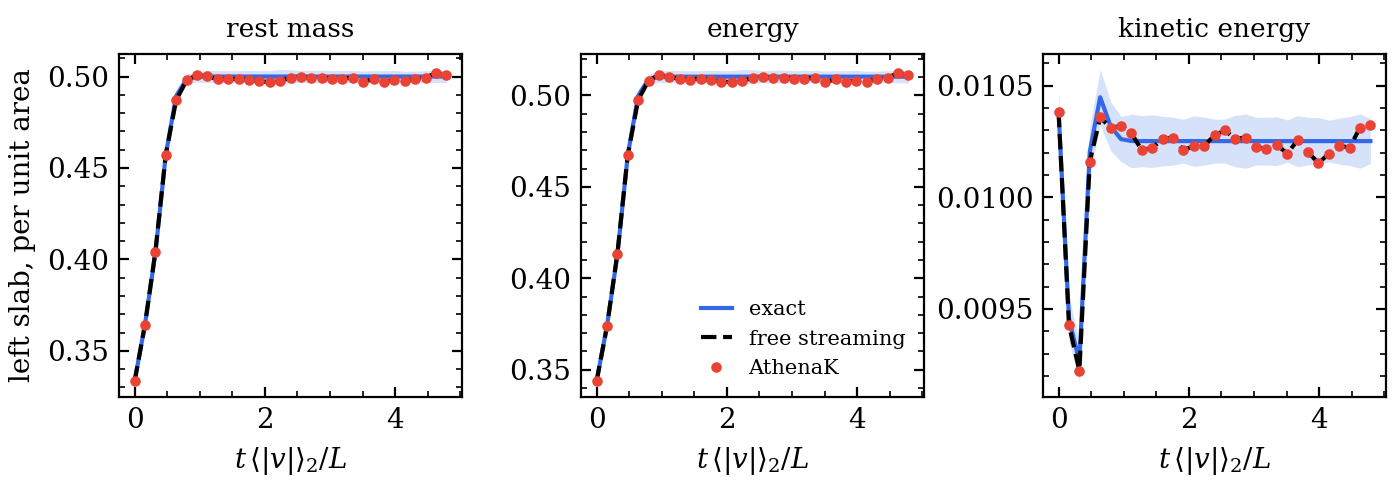 rest mass
left slab, per unit area
0.50
0.45
0.40
0.35
0
2
4
t ⟨|v|⟩₂/L
energy
0.50
0.45
0.40
0.35
exact
free streaming
AthenaK
0
2
4
t ⟨|v|⟩₂/L
kinetic energy
0.0105
0.0100
0.0095
0
2
4
t ⟨|v|⟩₂/L